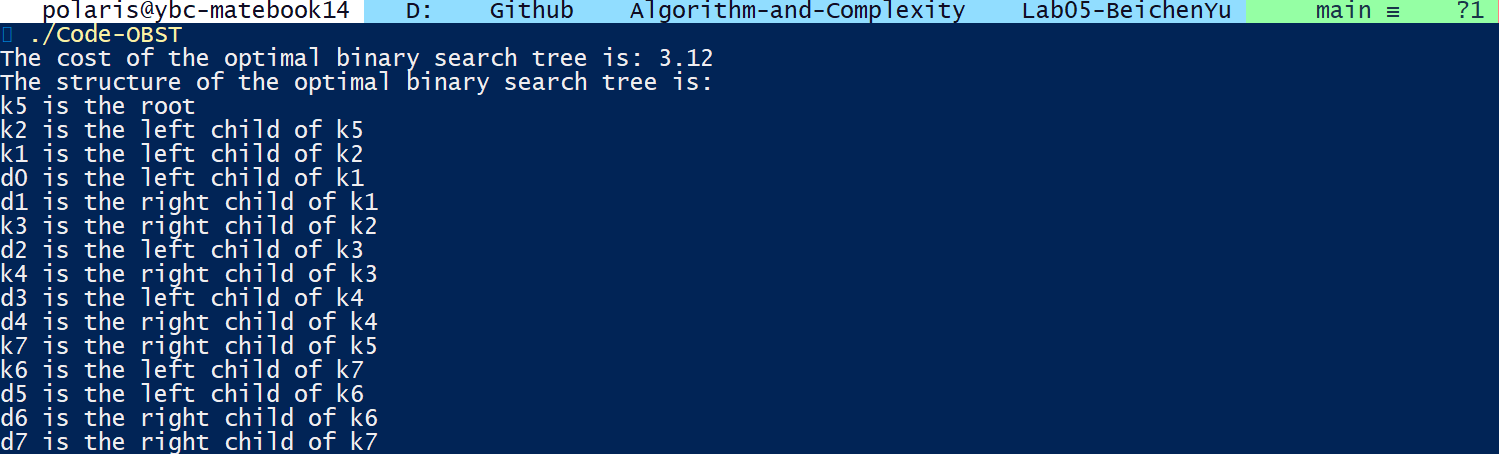 polaris@ybc-matebook14 D: Github Algorithm-and-Complexity Lab05-BeichenYu main ≡ ?1
./Code-OBST
The cost of the optimal binary search tree is: 3.12
The structure of the optimal binary search tree is:
k5 is the root
k2 is the left child of k5
k1 is the left child of k2
d0 is the left child of k1
d1 is the right child of k1
k3 is the right child of k2
d2 is the left child of k3
k4 is the right child of k3
d3 is the left child of k4
d4 is the right child of k4
k7 is the right child of k5
k6 is the left child of k7
d5 is the left child of k6
d6 is the right child of k6
d7 is the right child of k7